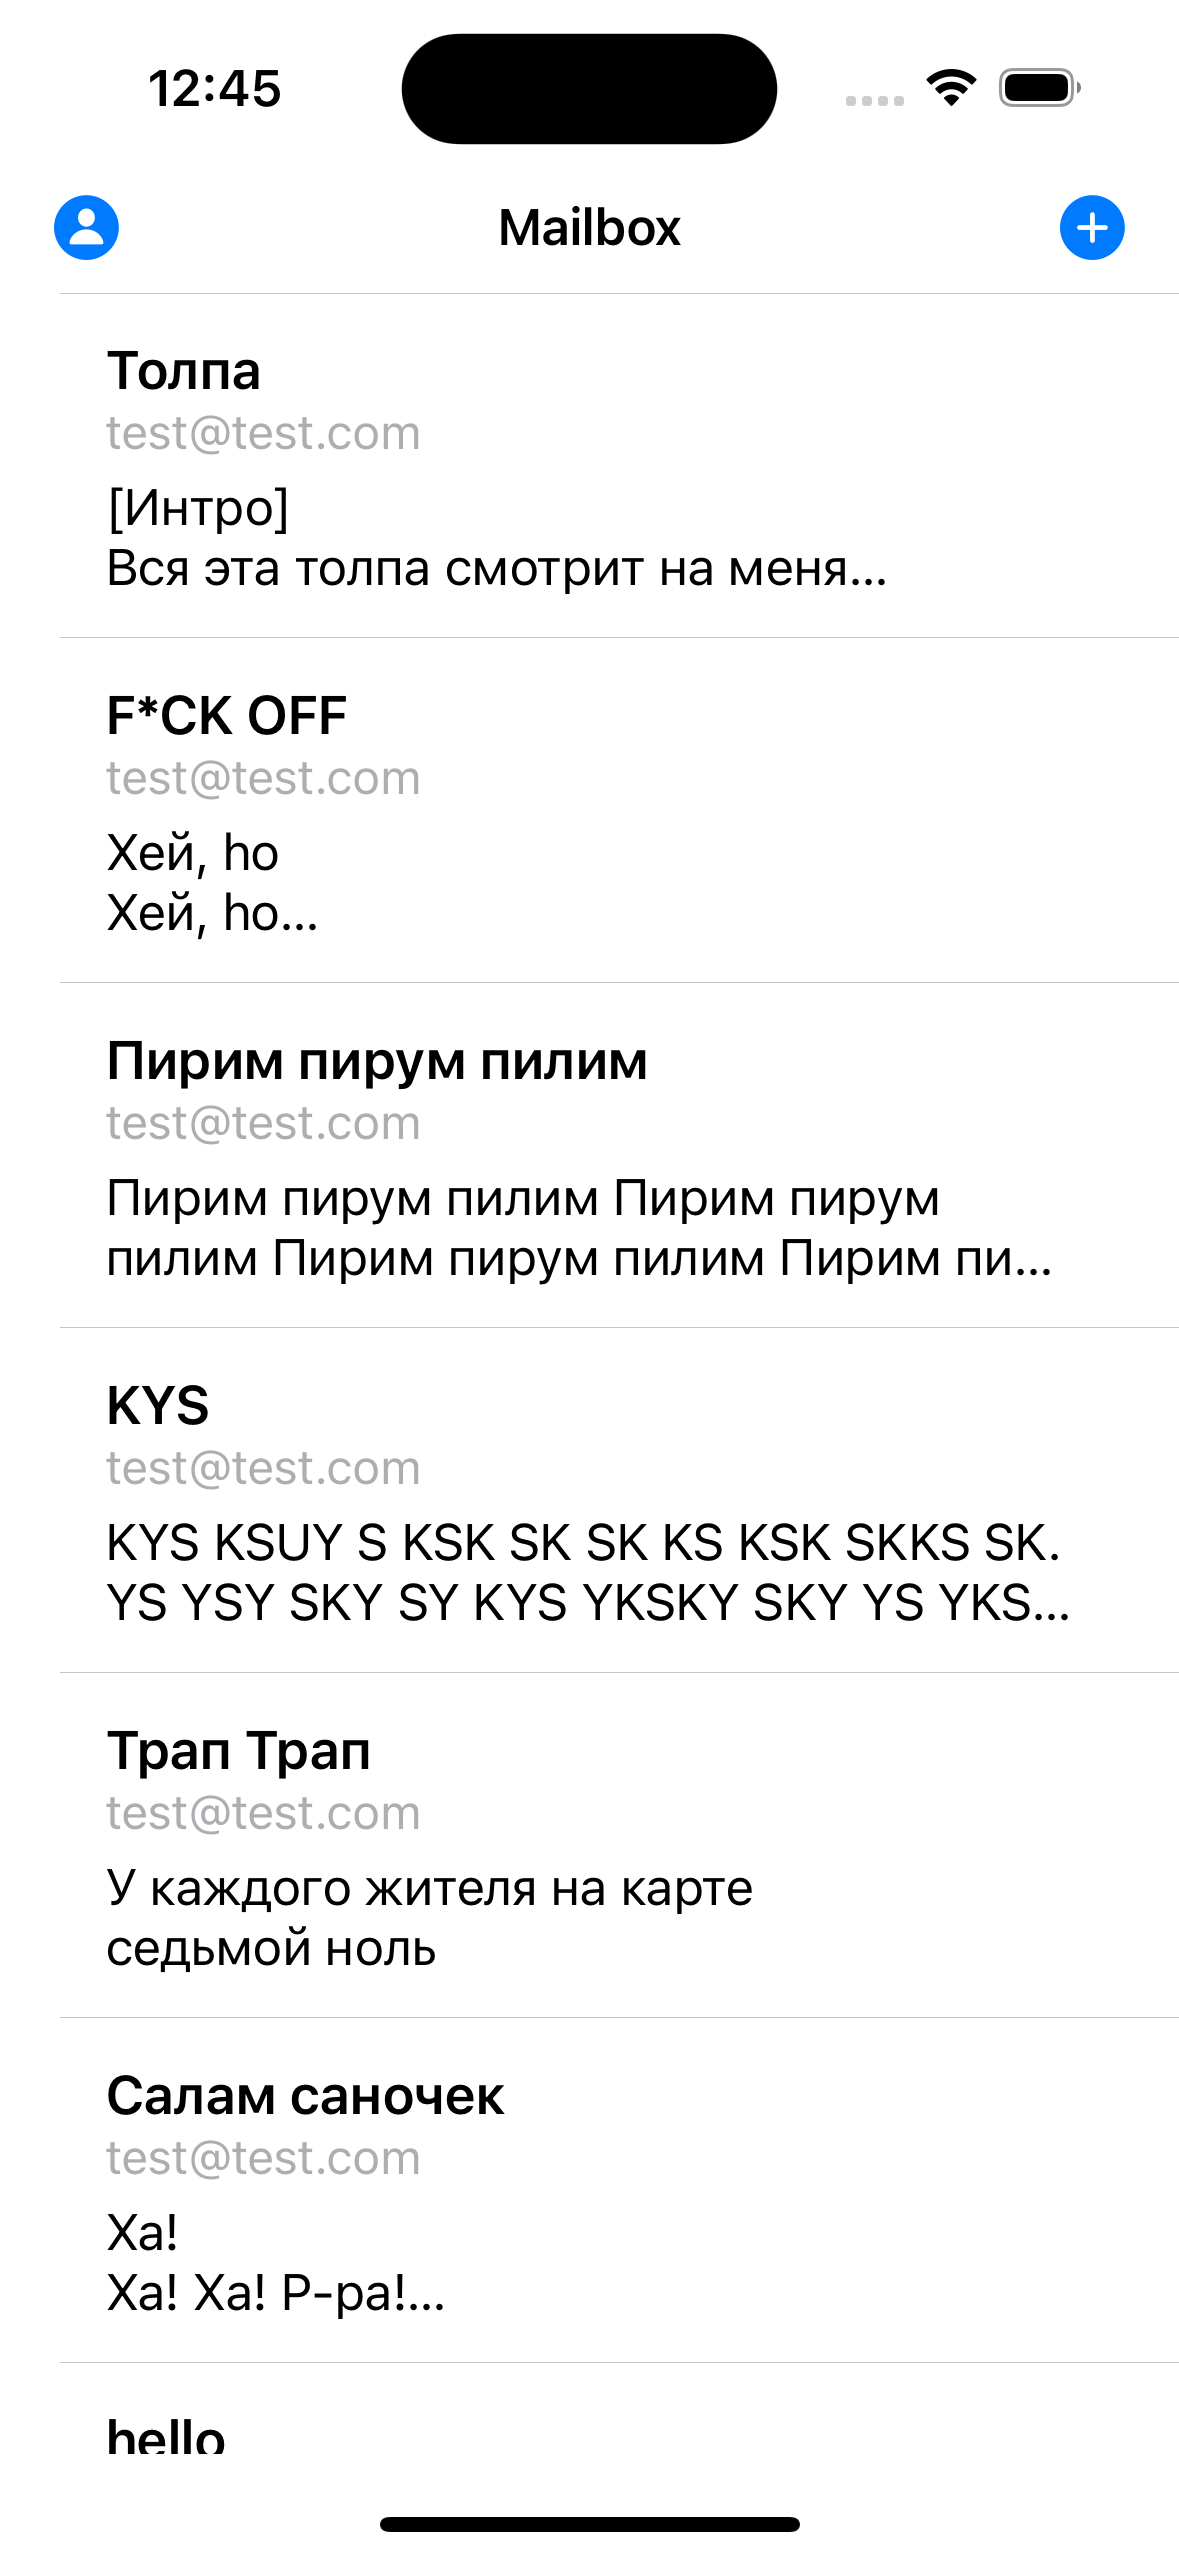 12:45
Mailbox
Толпа
test@test.com
[Интро]
Вся эта толпа смотрит на меня...
F*CK OFF
test@test.com
Хей, ho
Хей, ho...
Пирим пирум пилим
test@test.com
Пирим пирум пилим Пирим пирум
пилим Пирим пирум пилим Пирим пи...
KYS
test@test.com
KYS KSUY S KSK SK SK KS KSK SKKS SK.
YS YSY SKY SY KYS YKSKY SKY YS YKS...
Трап Трап
test@test.com
У каждого жителя на карте
седьмой ноль
Салам саночек
test@test.com
Ха!
Ха! Ха! Р-ра!...
hello